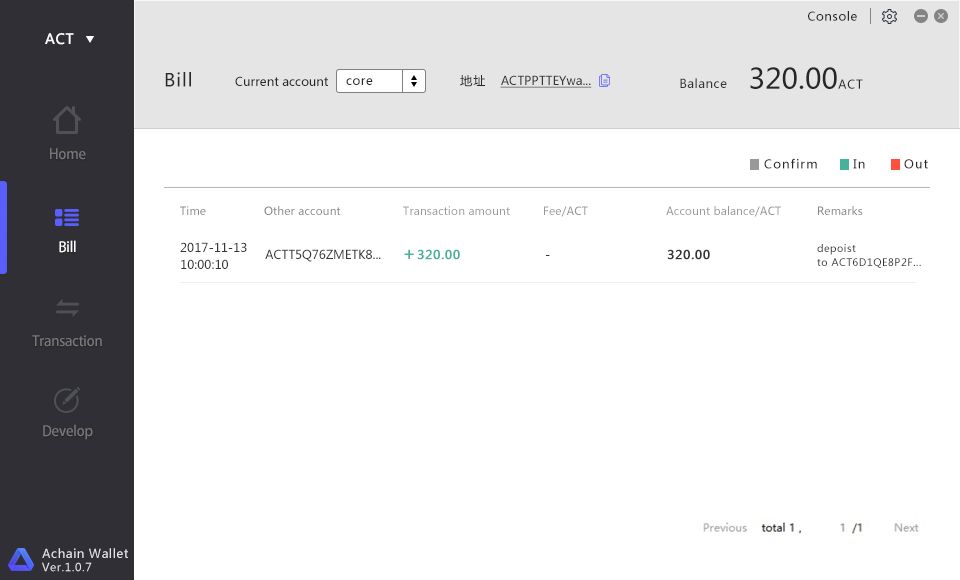 ACT
Home
Bill
Transaction
Develop
Achain Wallet
Ver.1.0.7
Console
Bill
Current account
core
地址
ACTPPTTEYwa...
Balance
320.00ACT
Confirm
In
Out
Time Other account Transaction amount Fee/ACT Account balance/ACT Remarks
2017-11-13
10:00:10
ACTT5Q76ZMETK8...
+320.00
-
320.00
depoist
to ACT6D1QE8P2F...
Previous total 1 , 1 /1 Next